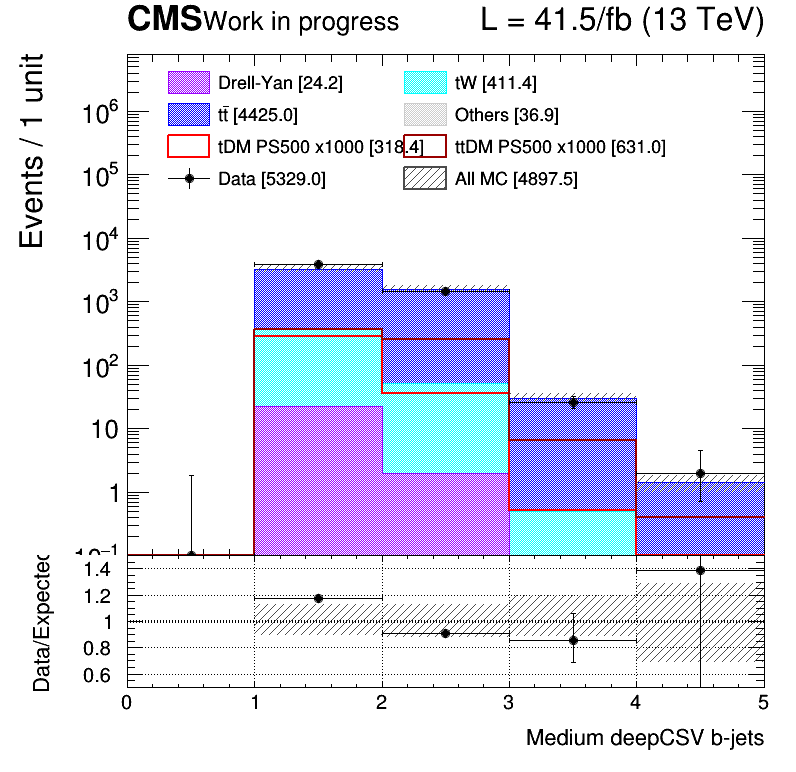 CMS Work in progress L = 41.5/fb (13 TeV)
Events / 1 unit
Drell-Yan [24.2] tW [411.4]
tt̄ [4425.0] Others [36.9]
tDM PS500 x1000 [318.4] ttDM PS500 x1000 [631.0]
Data [5329.0] All MC [4897.5]
10⁶
10⁵
10⁴
10³
10²
10
1
10⁻¹
Data/Expected
1.4
1.2
1
0.8
0.6
0 1 2 3 4 5
Medium deepCSV b-jets